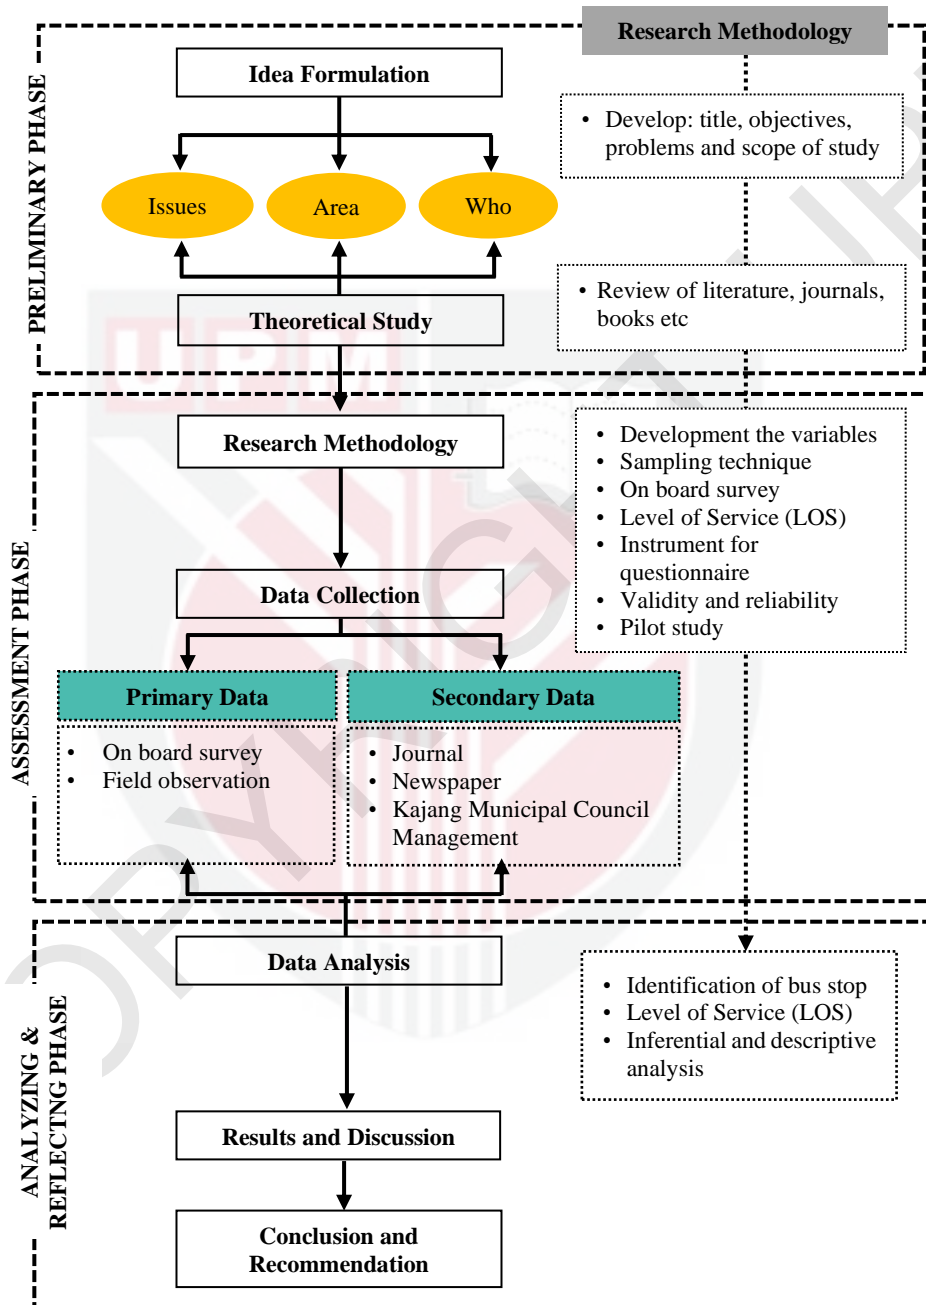 Research Methodology
PRELIMINARY PHASE
Idea Formulation
• Develop: title, objectives,
problems and scope of study
Issues
Area
Who
• Review of literature, journals,
books etc
Theoretical Study
UPM
ASSESSMENT PHASE
Research Methodology
• Development the variables
• Sampling technique
• On board survey
• Level of Service (LOS)
• Instrument for
questionnaire
• Validity and reliability
• Pilot study
Data Collection
Primary Data
• On board survey
• Field observation
Secondary Data
• Journal
• Newspaper
• Kajang Municipal Council
Management
ANALYZING &
REFLECTNG PHASE
Data Analysis
• Identification of bus stop
• Level of Service (LOS)
• Inferential and descriptive
analysis
Results and Discussion
Conclusion and
Recommendation
OPYRIGHT UP